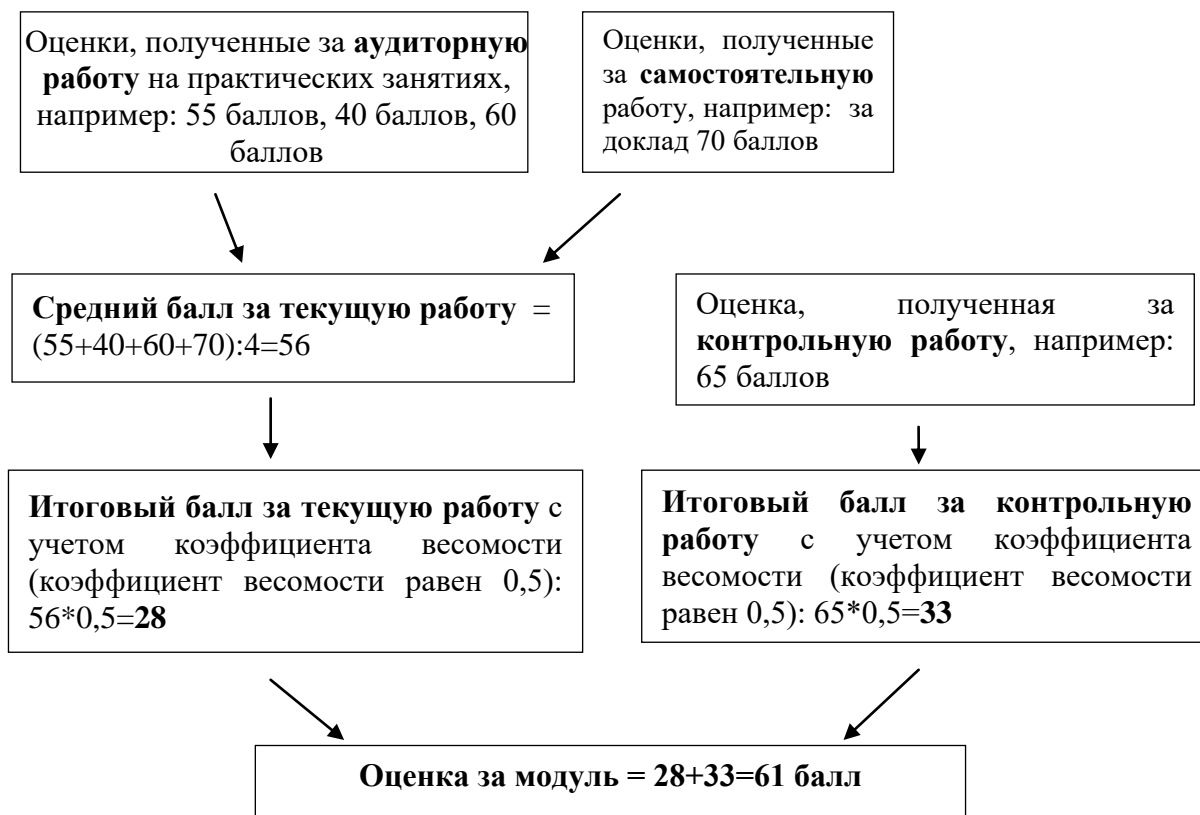 Оценки, полученные за аудиторную
работу на практических занятиях,
например: 55 баллов, 40 баллов, 60
баллов
Оценки, полученные
за самостоятельную
работу, например: за
доклад 70 баллов
Средний балл за текущую работу =
(55+40+60+70):4=56
Оценка, полученная за
контрольную работу, например:
65 баллов
Итоговый балл за текущую работу с
учетом коэффициента весомости
(коэффициент весомости равен 0,5):
56*0,5=28
Итоговый балл за контрольную
работу с учетом коэффициента
весомости (коэффициент весомости
равен 0,5): 65*0,5=33
Оценка за модуль = 28+33=61 балл